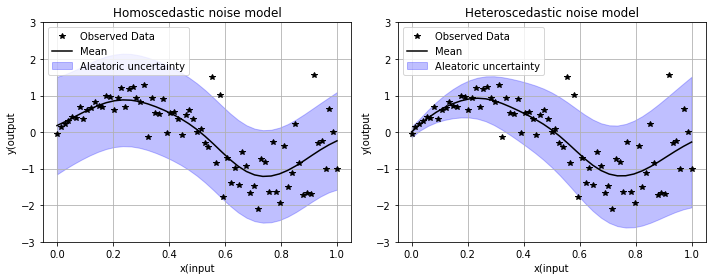 Homoscedastic noise model
Observed Data
Mean
Aleatoric uncertainty
y(output
3
2
1
0
−1
−2
−3
0.0 0.2 0.4 0.6 0.8 1.0
x(input
Heteroscedastic noise model
Observed Data
Mean
Aleatoric uncertainty
y(output
3
2
1
0
−1
−2
−3
0.0 0.2 0.4 0.6 0.8 1.0
x(input